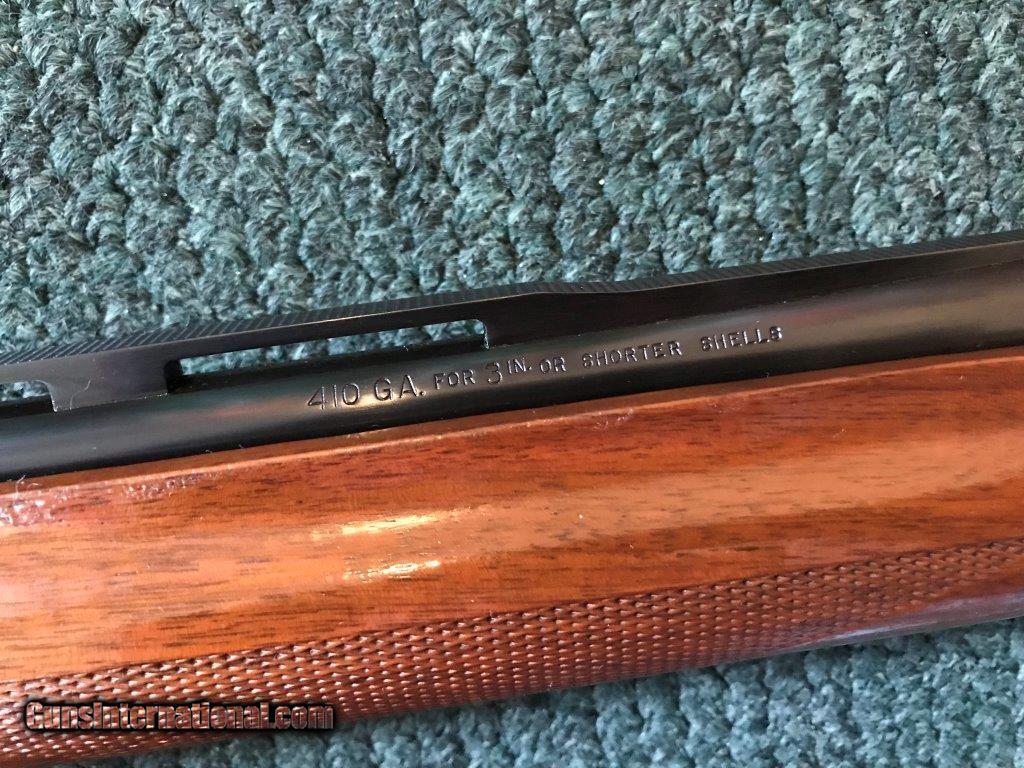 410 GA. FOR 3 IN. OR SHORTER SHELLS
GunsInternational.com